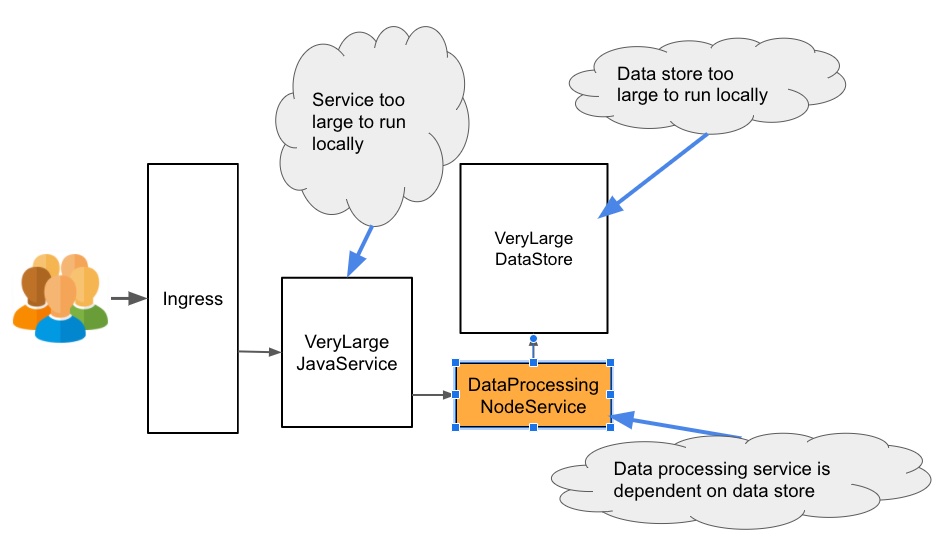 Service too
large to run
locally
Data store too
large to run locally
Ingress
VeryLarge
JavaService
VeryLarge
DataStore
DataProcessing
NodeService
Data processing service is
dependent on data store